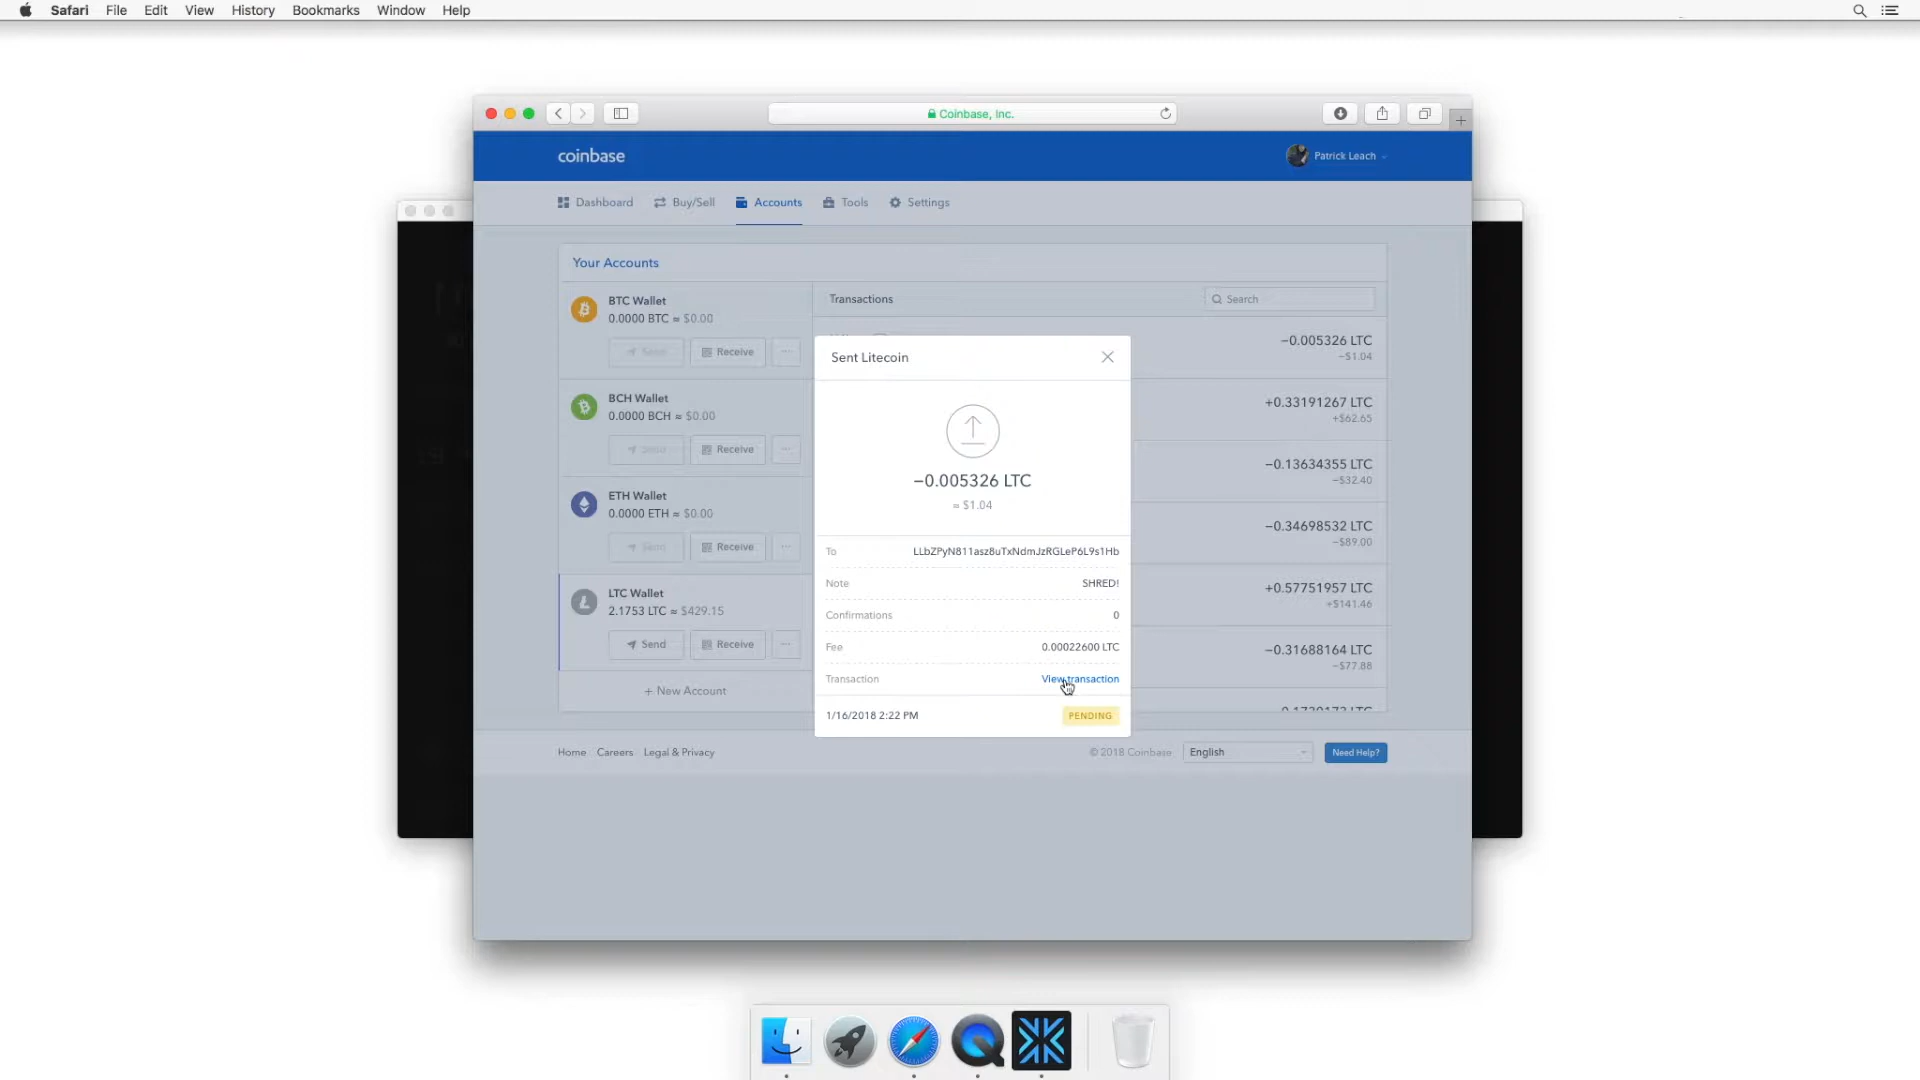 Safari File Edit View History Bookmarks Window Help
Coinbase, Inc.
coinbase
Patrick Leach
Dashboard Buy/Sell Accounts Tools Settings
Your Accounts
BTC Wallet
0.0000 BTC ≈ $0.00
Send Receive ...
BCH Wallet
0.0000 BCH ≈ $0.00
Send Receive ...
ETH Wallet
0.0000 ETH ≈ $0.00
Send Receive ...
LTC Wallet
2.1753 LTC ≈ $429.15
Send Receive ...
+ New Account
Transactions
Search
−0.005326 LTC
−$1.04
+0.33191267 LTC
+$62.65
−0.13634355 LTC
−$32.40
−0.34698532 LTC
−$89.00
+0.57751957 LTC
+$141.46
−0.31688164 LTC
−$77.88
Sent Litecoin
−0.005326 LTC
≈ $1.04
To LLbZPyN811asz8uTxNdmJzRGLeP6L9s1Hb
Note SHRED!
Confirmations 0
Fee 0.00022600 LTC
Transaction View transaction
1/16/2018 2:22 PM PENDING
Home Careers Legal & Privacy
© 2018 Coinbase English Need Help?